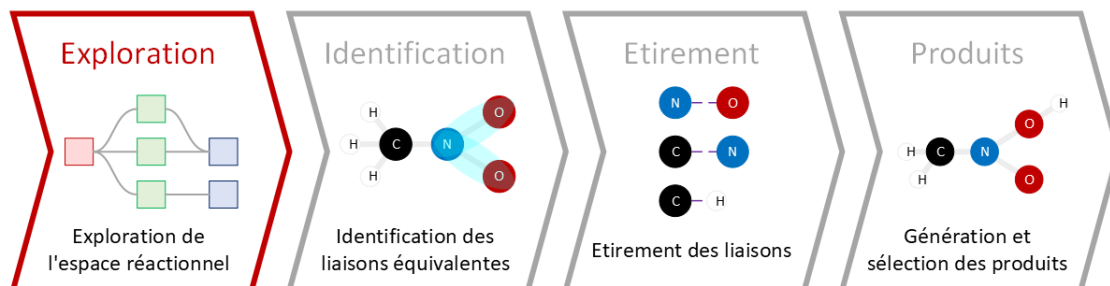 Exploration
Exploration de
l'espace réactionnel
Identification
H
H
H
C
N
O
O
Identification des
liaisons équivalentes
Etirement
N O
C N
C H
Etirement des liaisons
Produits
H
O
H
C
N
H
O
Génération et
sélection des produits